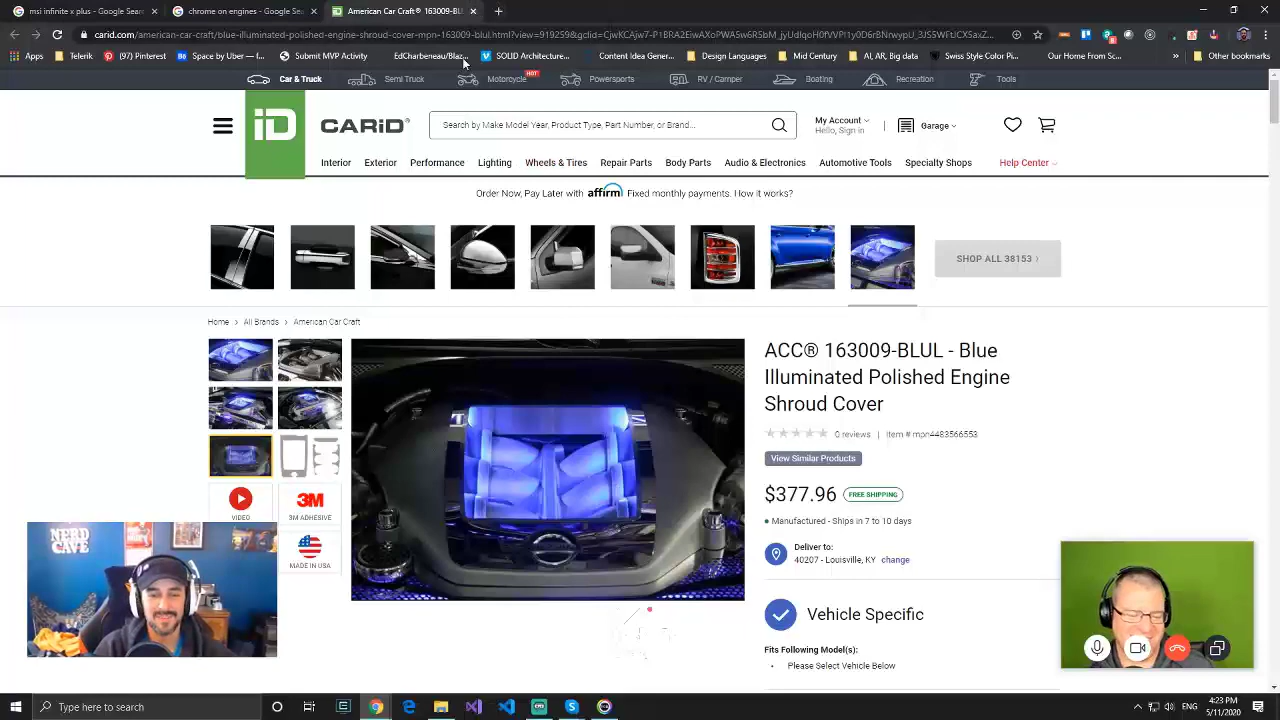 msi infinite x plus - Google Sear
chrome on engines - Google Sea
American Car Craft® 163009-BLU
carid.com/american-car-craft/blue-illuminated-polished-engine-shroud-cover-mpn-163009-blul.html?view=919259&gclid=
Apps
Telerik
(97) Pinterest
Space by Uber — f...
Submit MVP Activity
EdCharbeneau/Blaz...
SOLID Architecture...
Content Idea Gener...
Design Languages
Mid Century
AI, AR, Big data
Swiss Color Palette...
Our Home From Sc...
»
Other bookmarks
Car & Truck
Semi Truck
Motorcycle
HOT
Powersports
RV / Camper
Boating
Recreation
Tools
iD
CARiD®
Search by Make Model Year, Product Type, Part Number, or Brand...
My Account
Hello, Sign in
Garage
Interior
Exterior
Performance
Lighting
Wheels & Tires
Repair Parts
Body Parts
Audio & Electronics
Automotive Tools
Specialty Shops
Help Center
Order Now, Pay Later with affirm Fixed monthly payments. How it works?
SHOP ALL 38153 ›
Home › All Brands › American Car Craft
ACC® 163009-BLUL - Blue
Illuminated Polished Engine
Shroud Cover
0 reviews | Item # mpn4483566553
View Similar Products
$377.96 FREE SHIPPING
Manufactured - Ships in 7 to 10 days
Deliver to:
40207 - Louisville, KY change
Vehicle Specific
Fits Following Model(s):
• Please Select Vehicle Below
VIDEO
3M
3M ADHESIVE
MADE IN USA
NERD
CAVE
Type here to search
ENG
4:23 PM
5/11/2020